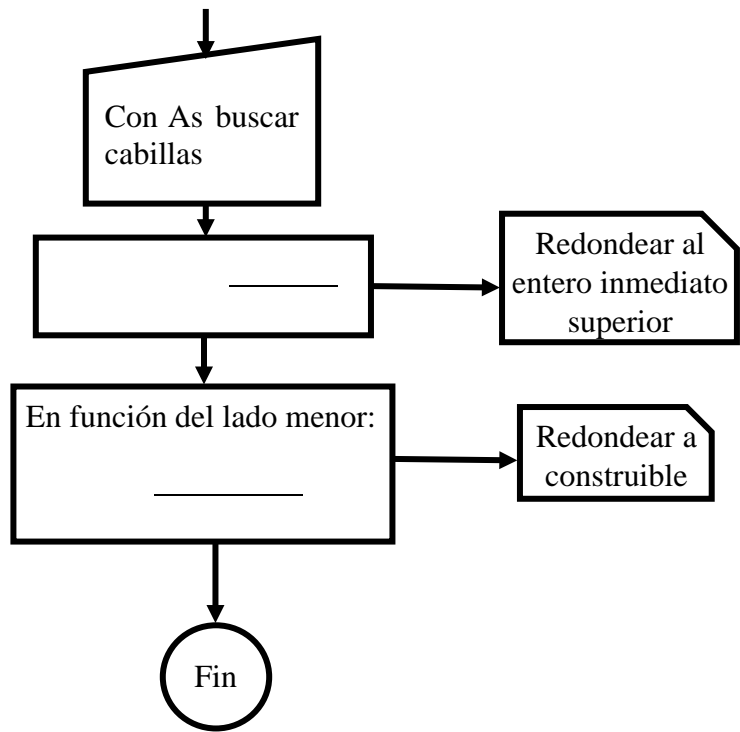 Con As buscar
cabillas
Redondear al
entero inmediato
superior
En función del lado menor:
Redondear a
construible
Fin